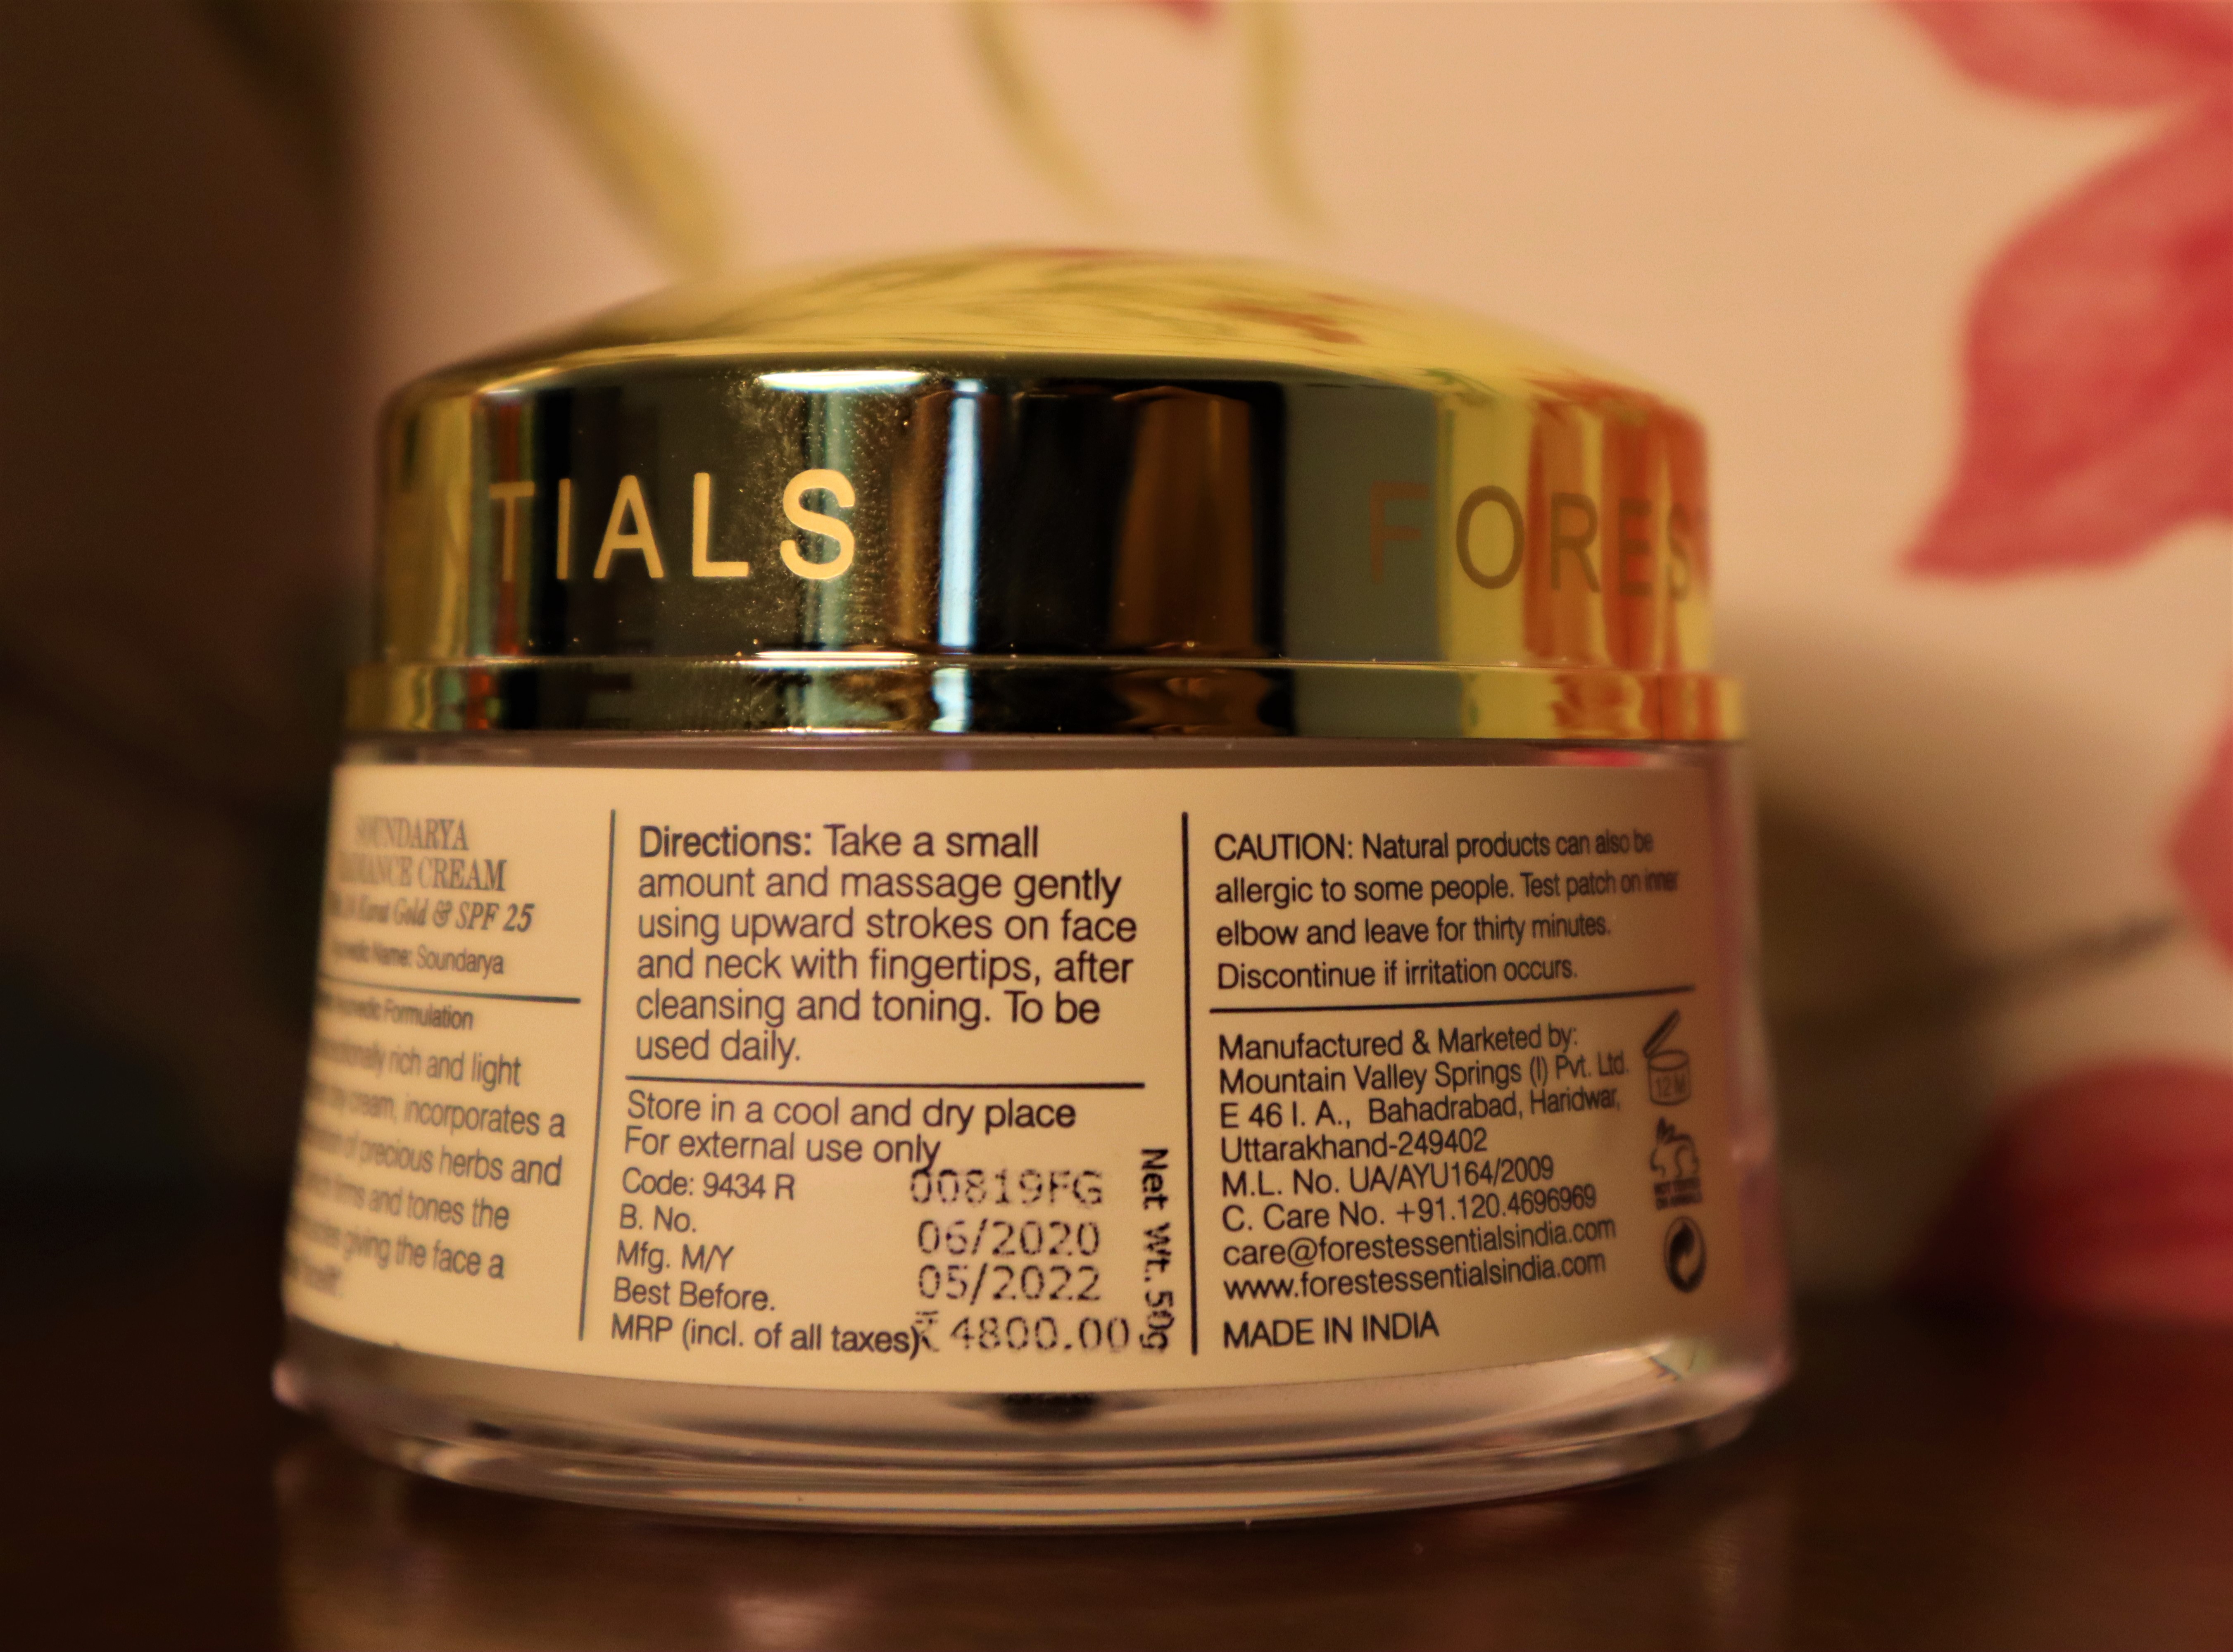 TIALS
FORES
SOUNDARYA
CREAM
Gold & SPF 25
Name: Soundarya
Formulation
rich and light
cream, incorporates a
of precious herbs and
and tones the
giving the face a
Directions: Take a small
amount and massage gently
using upward strokes on face
and neck with fingertips, after
cleansing and toning. To be
used daily.
Store in a cool and dry place
For external use only
Code: 9434 R
B. No. 00819FG
Mfg. M/Y 06/2020
Best Before. 05/2022
MRP (incl. of all taxes) ₹ 4800.00
Net Wt. 50g
CAUTION: Natural products can also be
allergic to some people. Test patch on inner
elbow and leave for thirty minutes.
Discontinue if irritation occurs.
Manufactured & Marketed by:
Mountain Valley Springs (I) Pvt. Ltd.
E 46 I. A., Bahadrabad, Haridwar,
Uttarakhand-249402
M.L. No. UA/AYU164/2009
C. Care No. +91.120.4696969
care@forestessentialsindia.com
www.forestessentialsindia.com
MADE IN INDIA
12 M